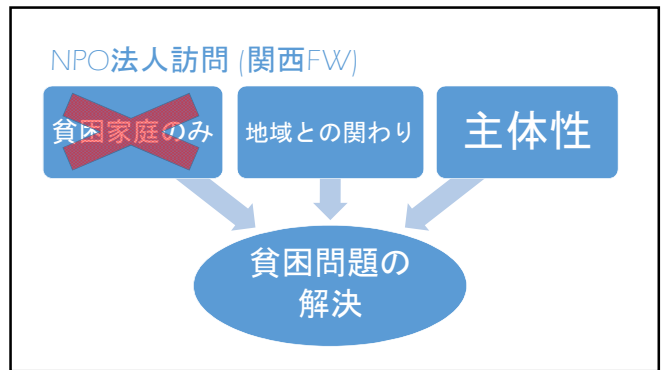 NPO法人訪問 (関西FW)
貧困家庭のみ
地域との関わり
主体性
貧困問題の
解決